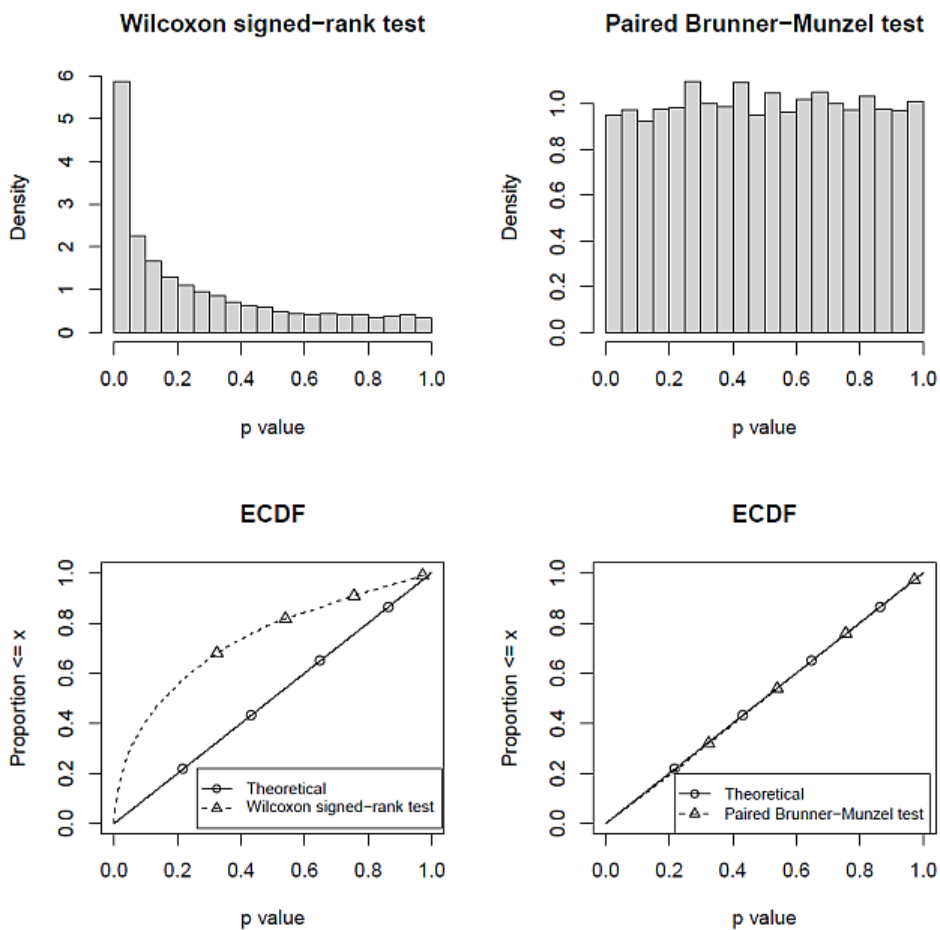 Wilcoxon signed−rank test
Density
0 1 2 3 4 5 6
0.0 0.2 0.4 0.6 0.8 1.0
p value
Paired Brunner−Munzel test
Density
0.0 0.2 0.4 0.6 0.8 1.0
0.0 0.2 0.4 0.6 0.8 1.0
p value
ECDF
Proportion <= x
0.0 0.2 0.4 0.6 0.8 1.0
Theoretical
Wilcoxon signed−rank test
0.0 0.2 0.4 0.6 0.8 1.0
p value
ECDF
Proportion <= x
0.0 0.2 0.4 0.6 0.8 1.0
Theoretical
Paired Brunner−Munzel test
0.0 0.2 0.4 0.6 0.8 1.0
p value